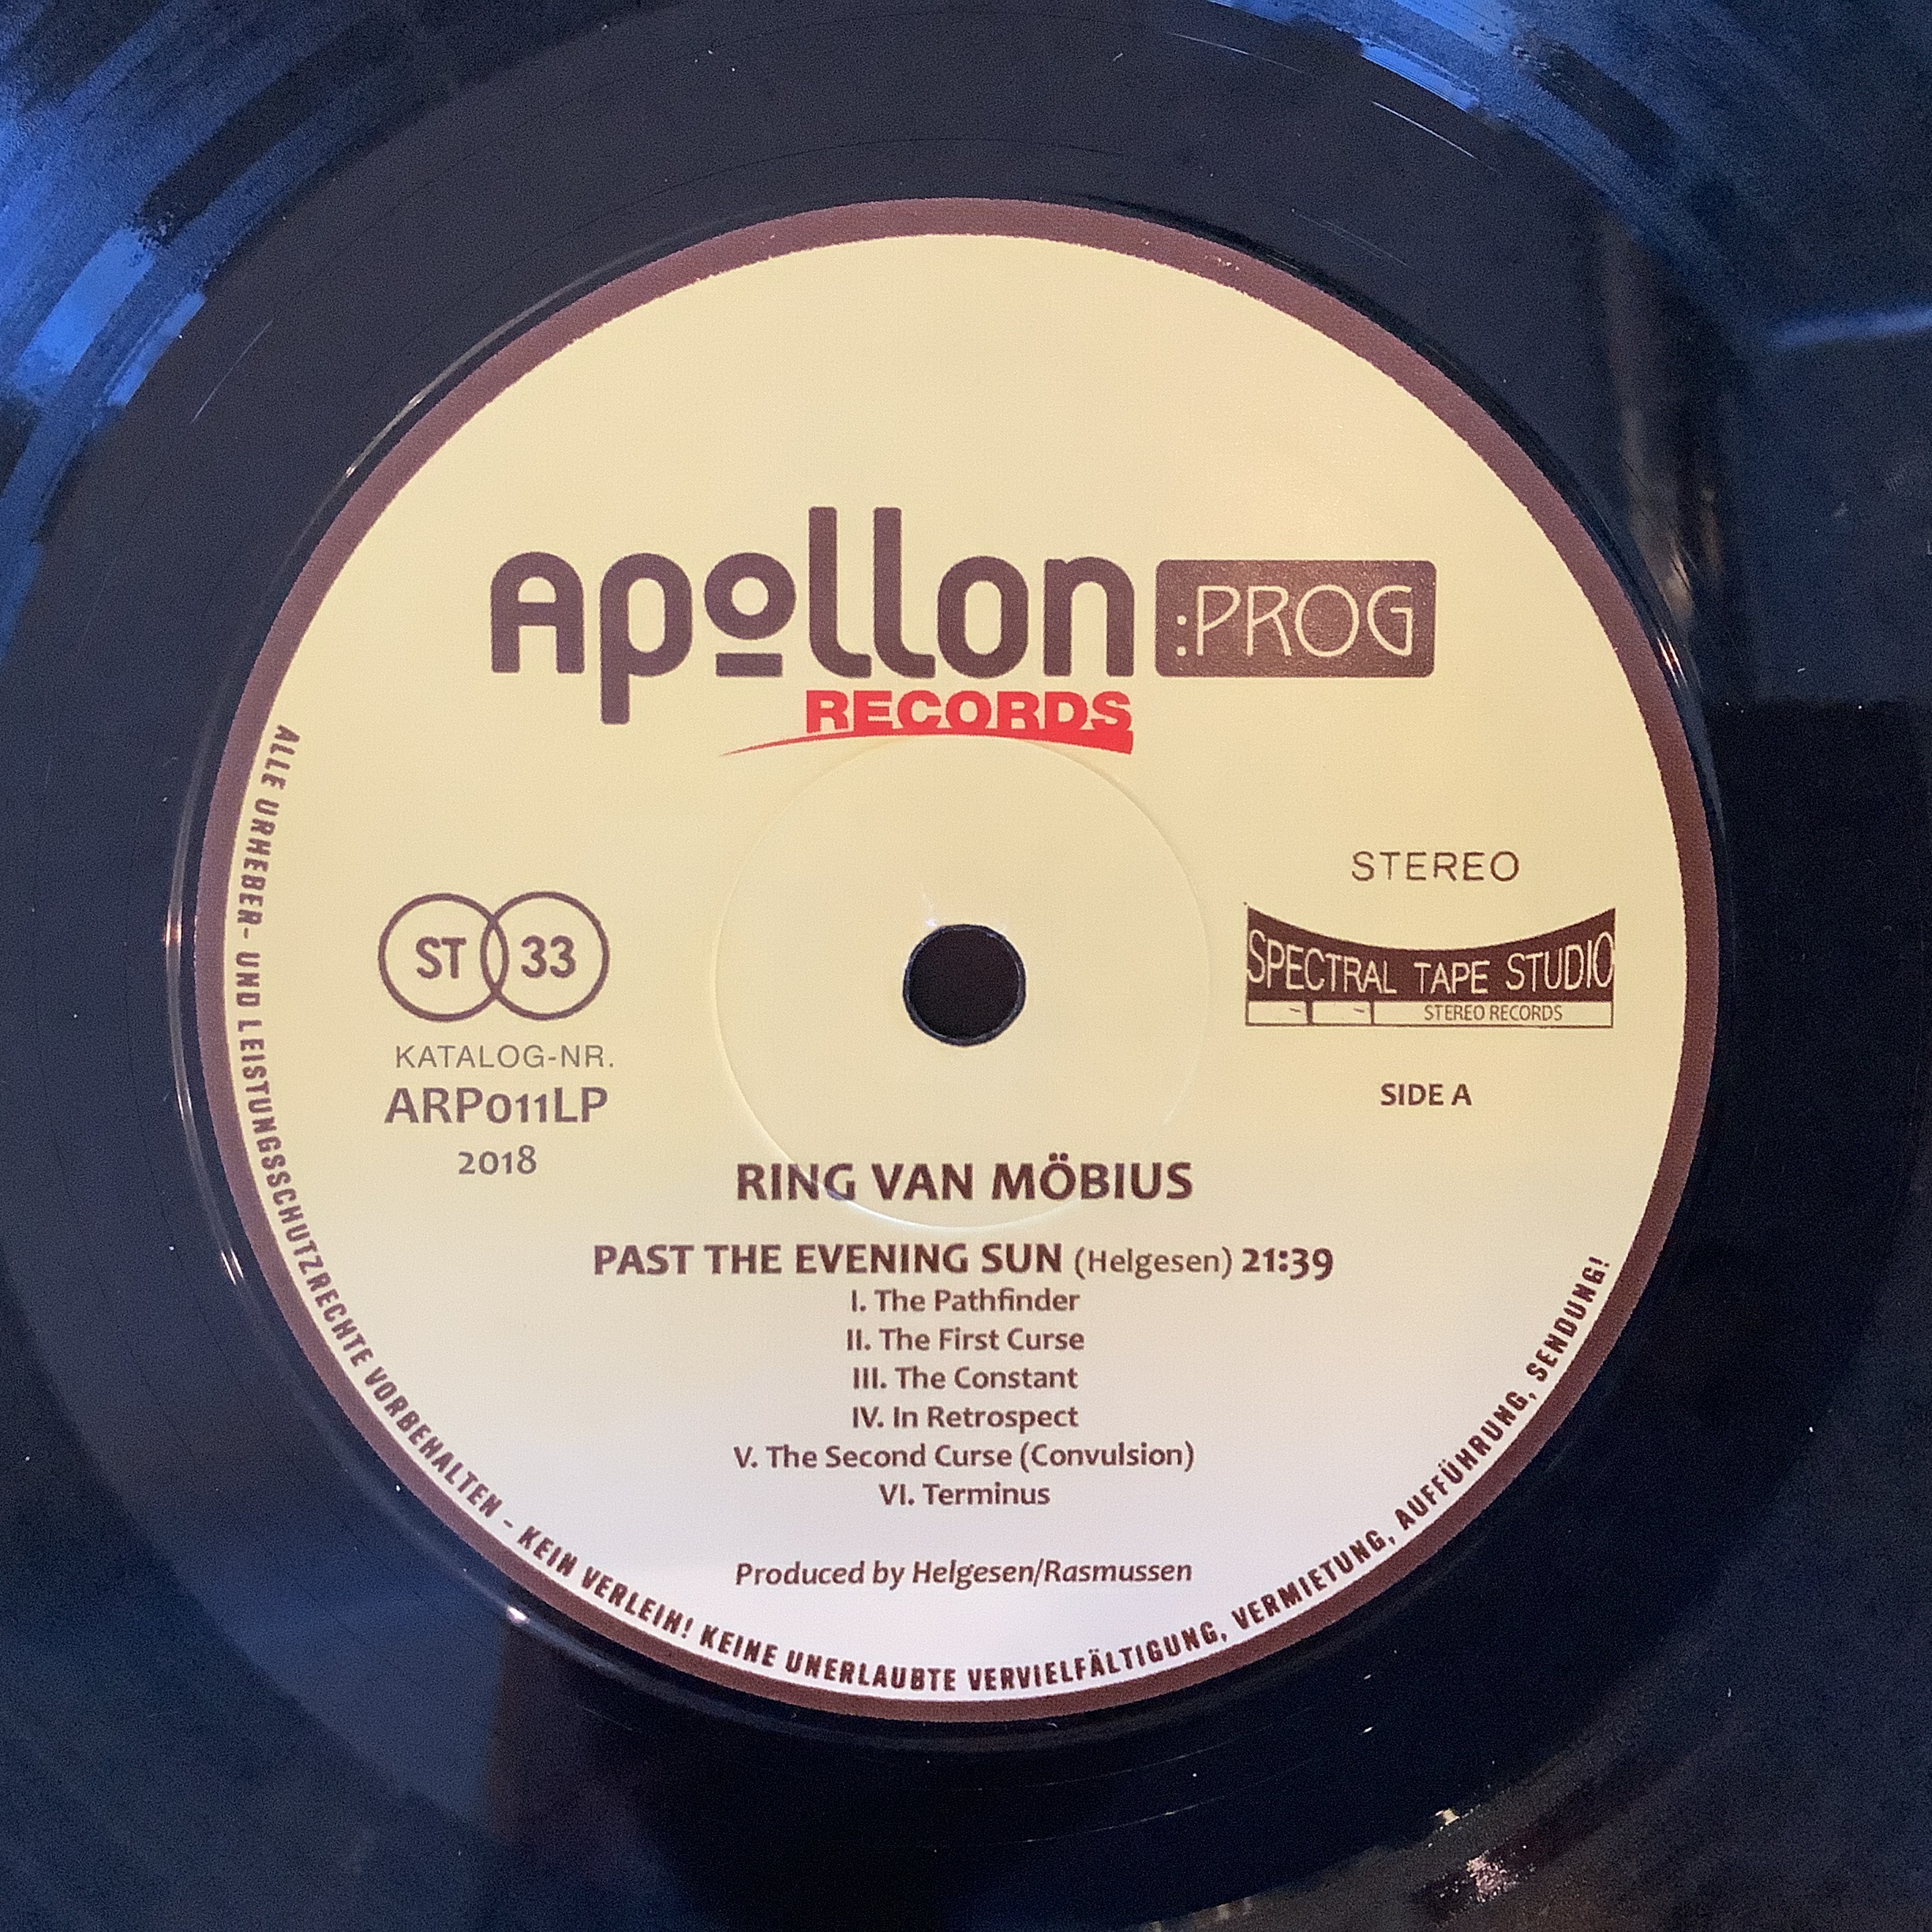 Apollon :PROG
RECORDS
STEREO
ST 33
SPECTRAL TAPE STUDIO
STEREO RECORDS
KATALOG-NR.
ARP011LP
2018
SIDE A
RING VAN MÖBIUS
PAST THE EVENING SUN (Helgesen) 21:39
I. The Pathfinder
II. The First Curse
III. The Constant
IV. In Retrospect
V. The Second Curse (Convulsion)
VI. Terminus
Produced by Helgesen/Rasmussen
ALLE URHEBER- UND LEISTUNGSSCHUTZRECHTE VORBEHALTEN - KEIN VERLEIH! KEINE UNERLAUBTE VERVIELFÄLTIGUNG, VERMIETUNG, AUFFÜHRUNG, SENDUNG!